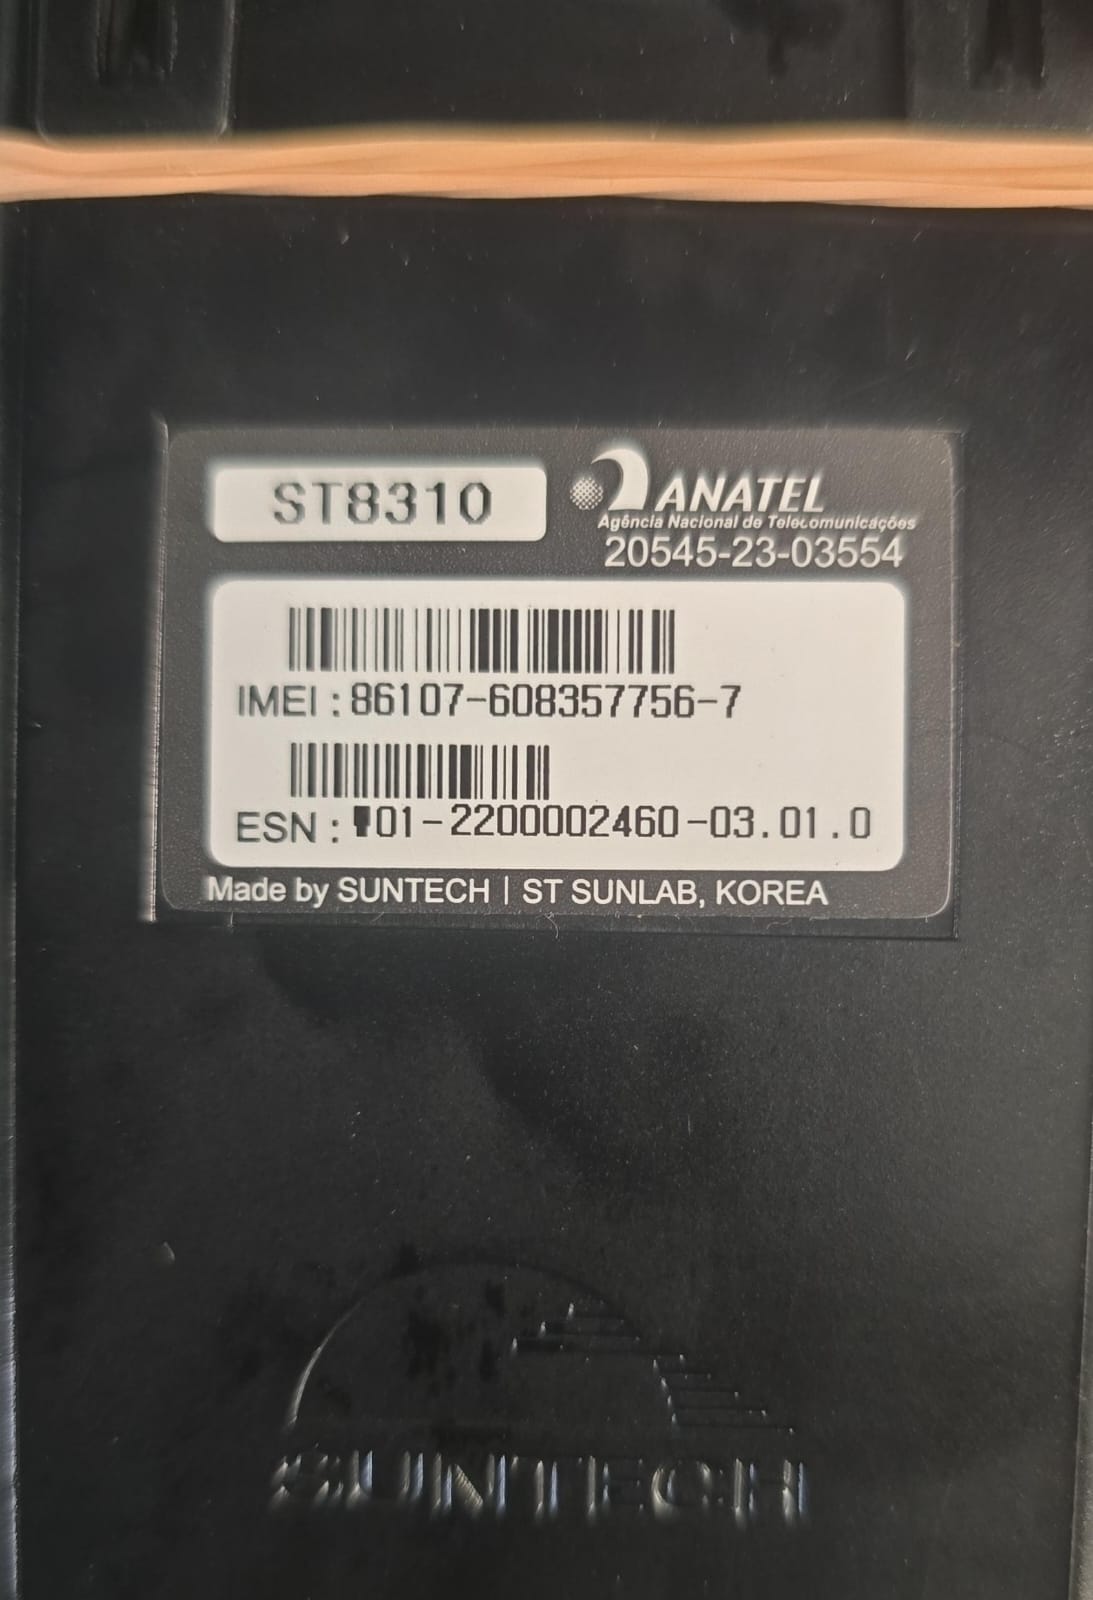 ST8310
ANATEL
Agência Nacional de Telecomunicações
20545-23-03554
IMEI : 86107-608357756-7
ESN : 01-2200002460-03.01.0
Made by SUNTECH | ST SUNLAB, KOREA
SUNTECH